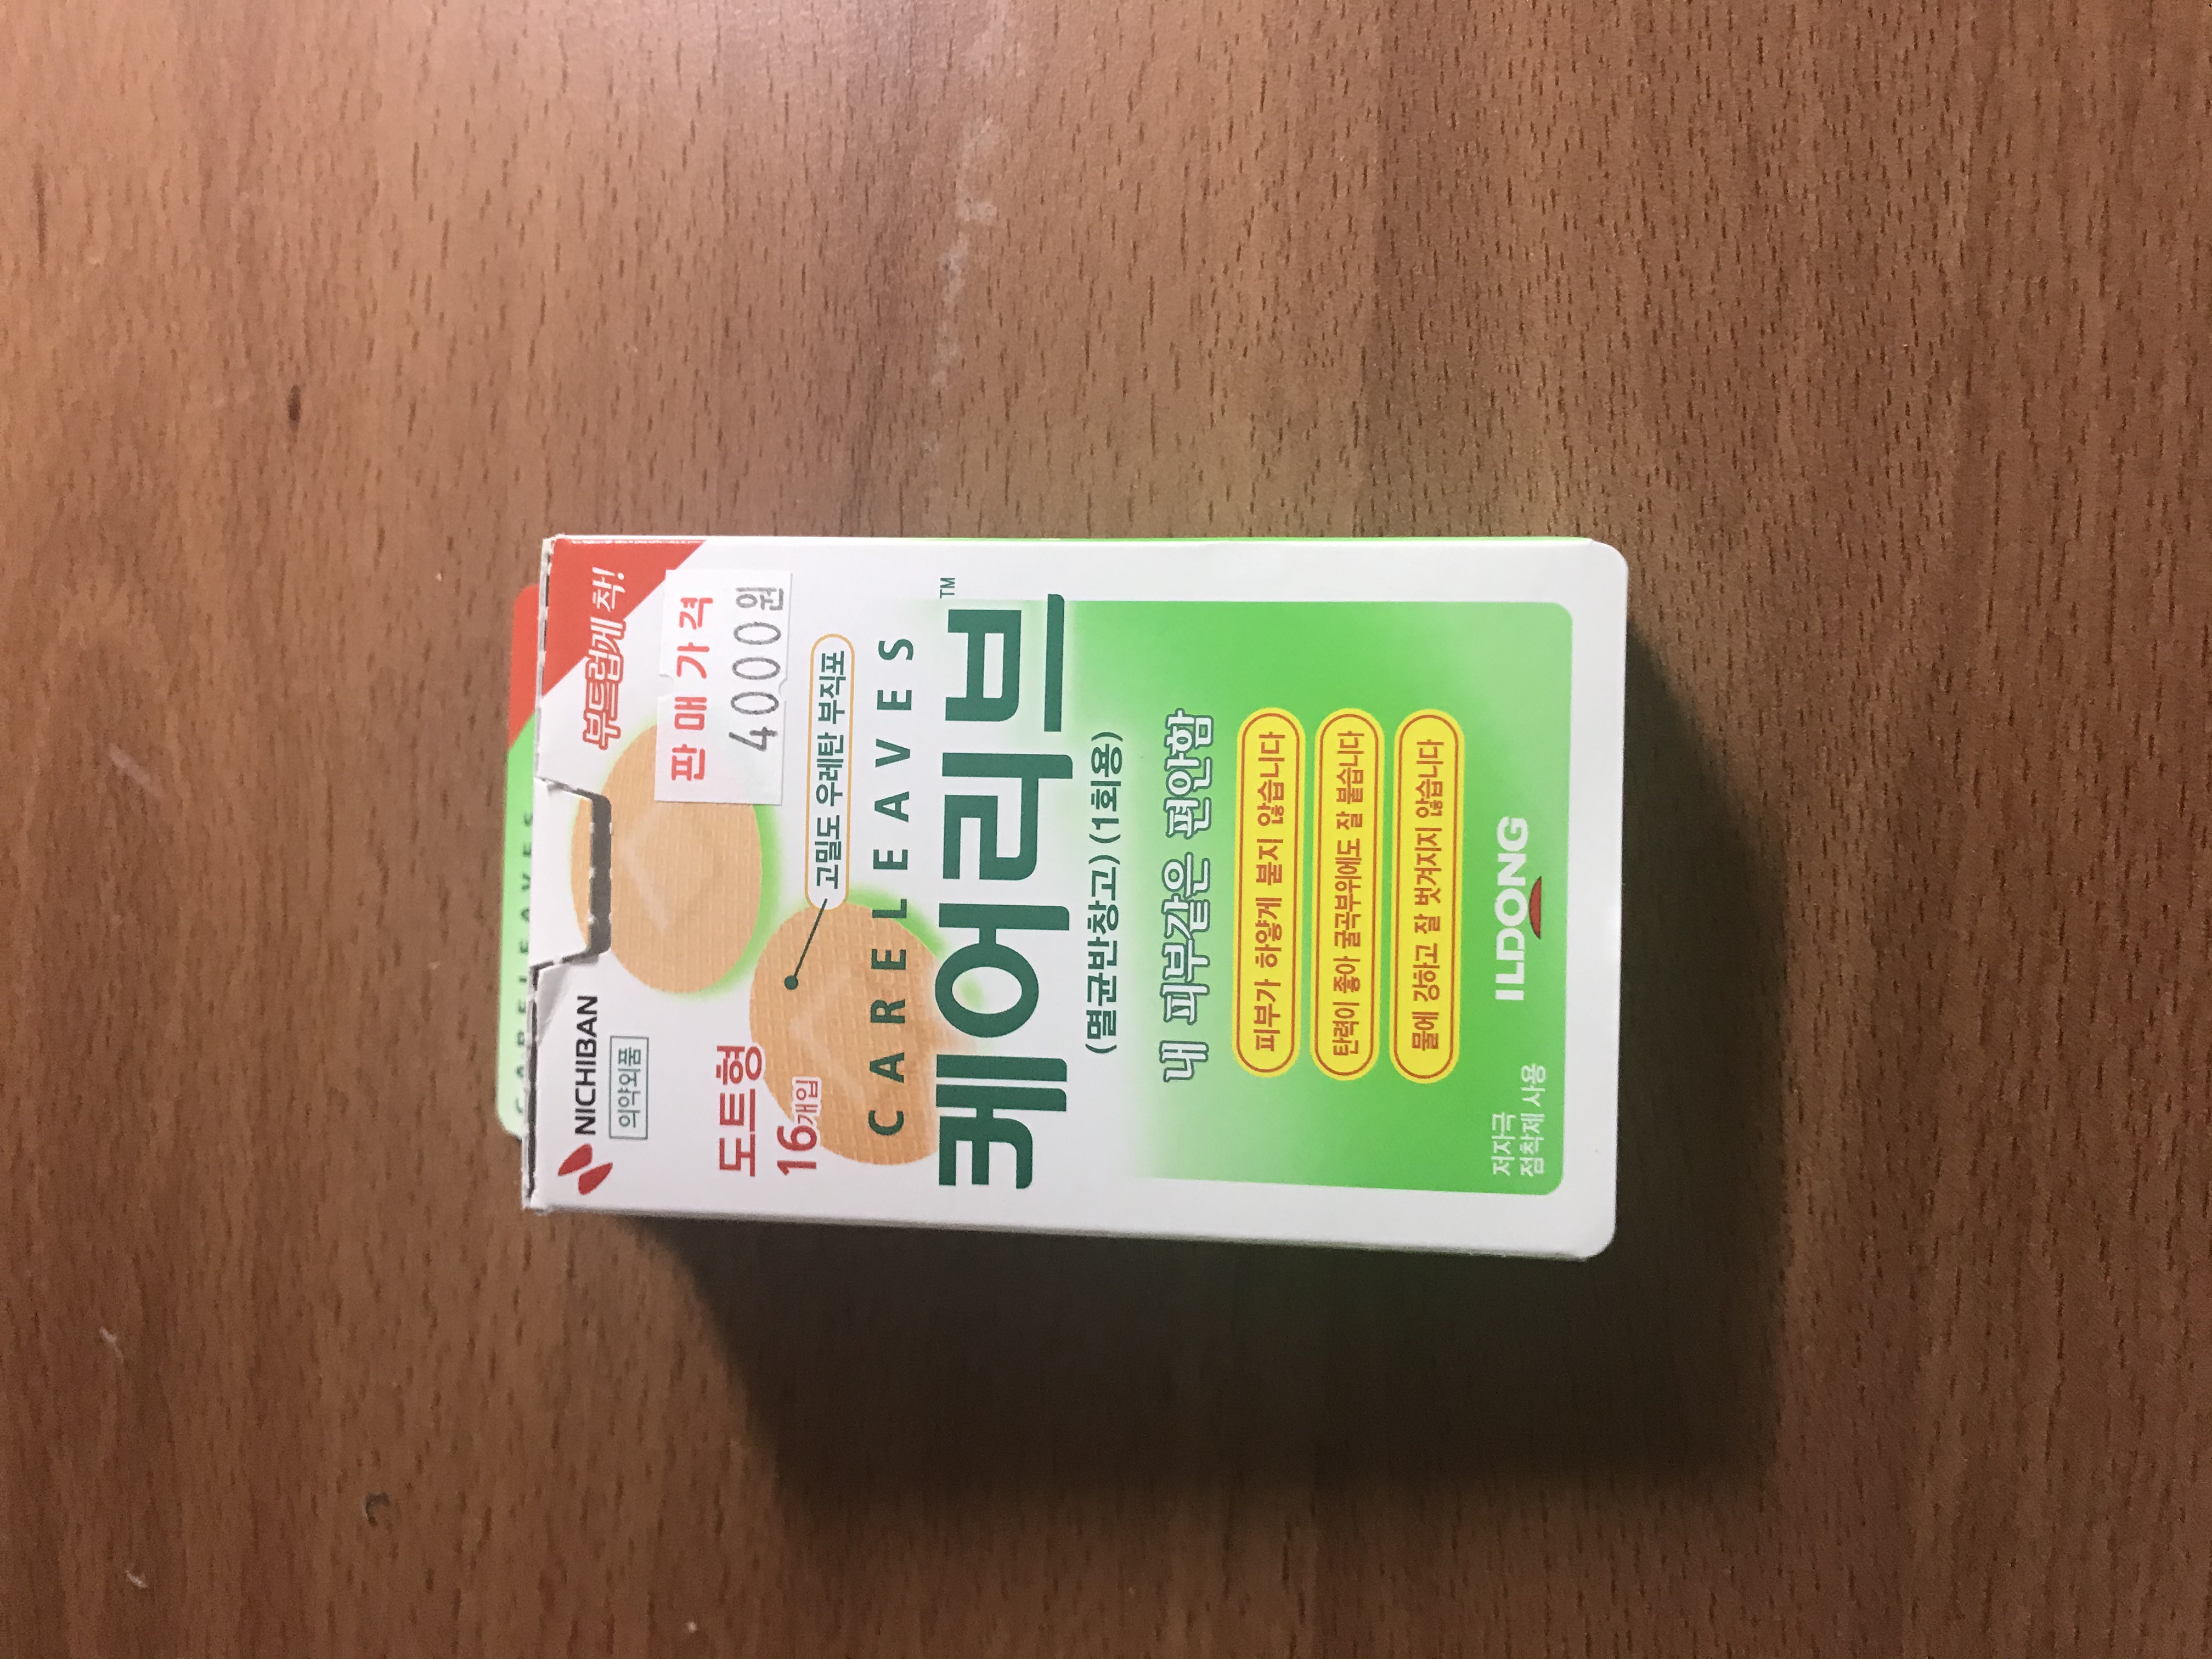 CARELEAVES
NICHIBAN
의약외품
부드럽게 착!
판매가격
4000원
도트형
16개입
고밀도 우레탄 부직포
CARELEAVES
케어리브™
(멸균반창고) (1회용)
내 피부같은 편안함
피부가 하얗게 붇지 않습니다
탄력이 좋아 굴곡부위에도 잘 붙습니다
물에 강하고 잘 벗겨지지 않습니다
저자극
점착제 사용
ILDONG